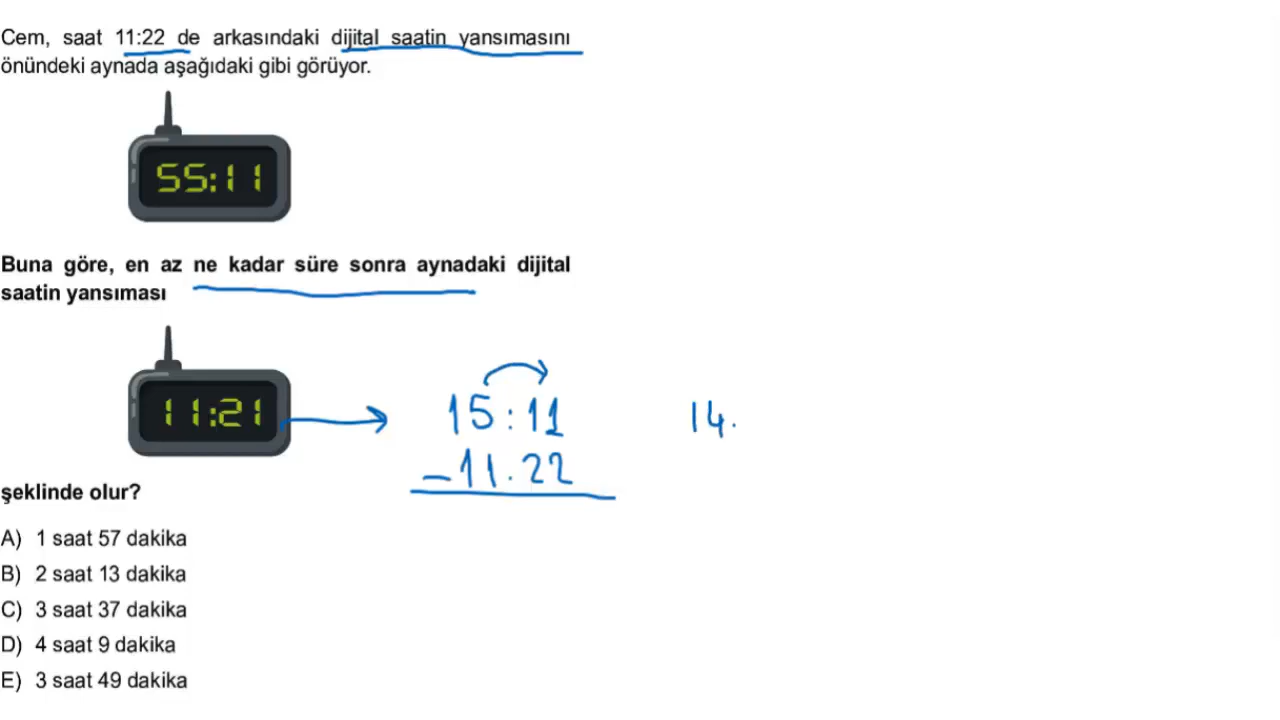 Cem, saat 11:22 de arkasındaki dijital saatin yansımasını
önündeki aynada aşağıdaki gibi görüyor.
55:11
Buna göre, en az ne kadar süre sonra aynadaki dijital
saatin yansıması
11:21
15:11
14.
-11.22
şeklinde olur?
A) 1 saat 57 dakika
B) 2 saat 13 dakika
C) 3 saat 37 dakika
D) 4 saat 9 dakika
E) 3 saat 49 dakika